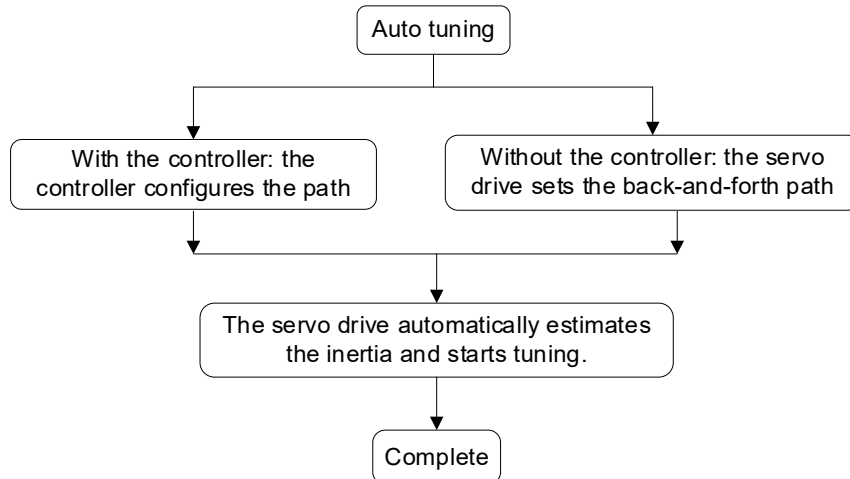 Auto tuning
With the controller: the
controller configures the path
Without the controller: the servo
drive sets the back-and-forth path
The servo drive automatically estimates
the inertia and starts tuning.
Complete